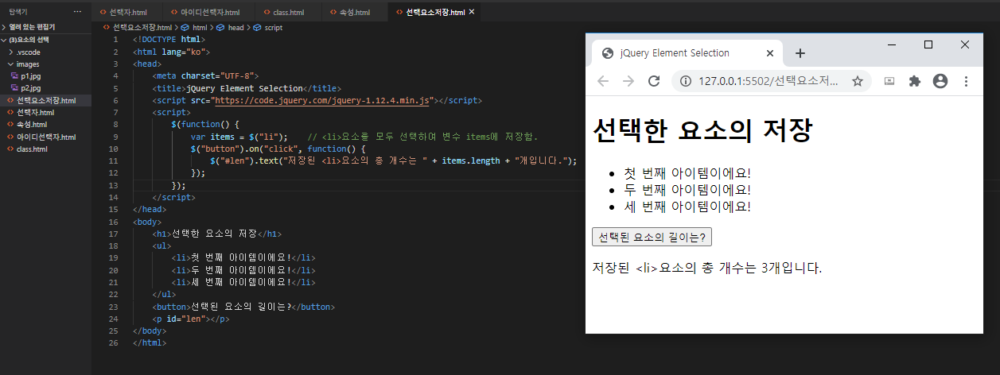 탐색기
열려 있는 편집기
(3)요소의 선택
.vscode
images
p1.jpg
p2.jpg
선택요소저장.html
선택자.html
속성.html
아이디선택자.html
class.html
선택자.html 아이디선택자.html class.html 속성.html 선택요소저장.html
선택요소저장.html > html > head > script
1 <!DOCTYPE html>
2 <html lang="ko">
3 <head>
4 <meta charset="UTF-8">
5 <title>jQuery Element Selection</title>
6 <script src="https://code.jquery.com/jquery-1.12.4.min.js"></script>
7 <script>
8 $(function() {
9 var items = $("li"); // <li>요소를 모두 선택하여 변수 items에 저장함.
10 $("button").on("click", function() {
11 $("#len").text("저장된 <li>요소의 총 개수는 " + items.length + "개입니다.");
12 });
13 });
14 </script>
15 </head>
16 <body>
17 <h1>선택한 요소의 저장</h1>
18 <ul>
19 <li>첫 번째 아이템이에요!</li>
20 <li>두 번째 아이템이에요!</li>
21 <li>세 번째 아이템이에요!</li>
22 </ul>
23 <button>선택된 요소의 길이는?</button>
24 <p id="len"></p>
25 </body>
26 </html>
jQuery Element Selection
127.0.0.1:5502/선택요소저...
선택한 요소의 저장
첫 번째 아이템이에요!
두 번째 아이템이에요!
세 번째 아이템이에요!
선택된 요소의 길이는?
저장된 <li>요소의 총 개수는 3개입니다.